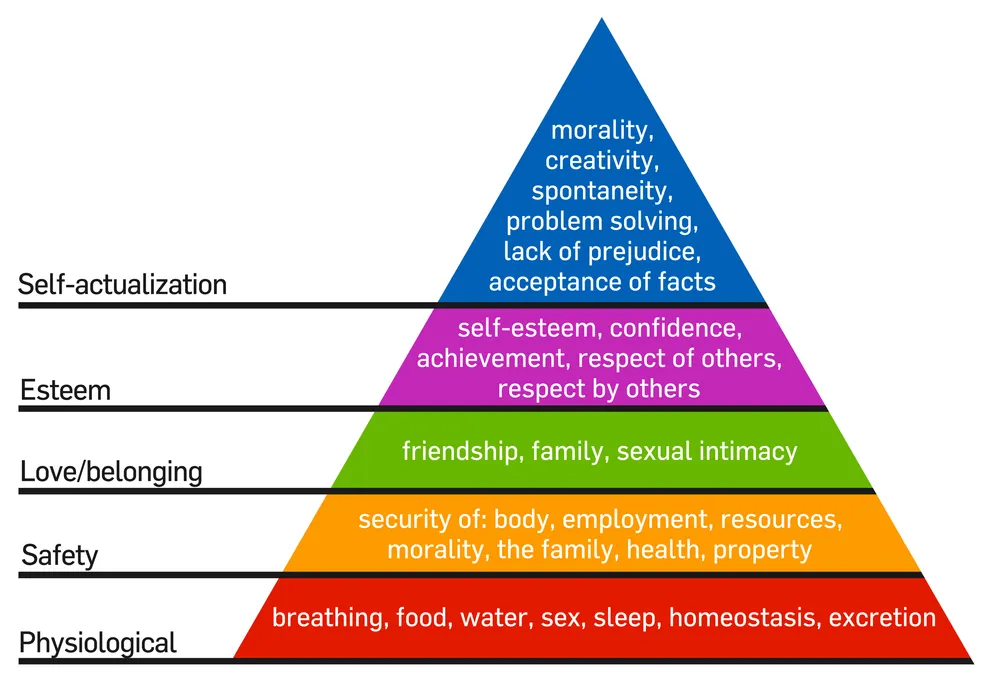 morality,
creativity,
spontaneity,
problem solving,
lack of prejudice,
acceptance of facts
Self-actualization
self-esteem, confidence,
achievement, respect of others,
respect by others
Esteem
friendship, family, sexual intimacy
Love/belonging
security of: body, employment, resources,
morality, the family, health, property
Safety
breathing, food, water, sex, sleep, homeostasis, excretion
Physiological